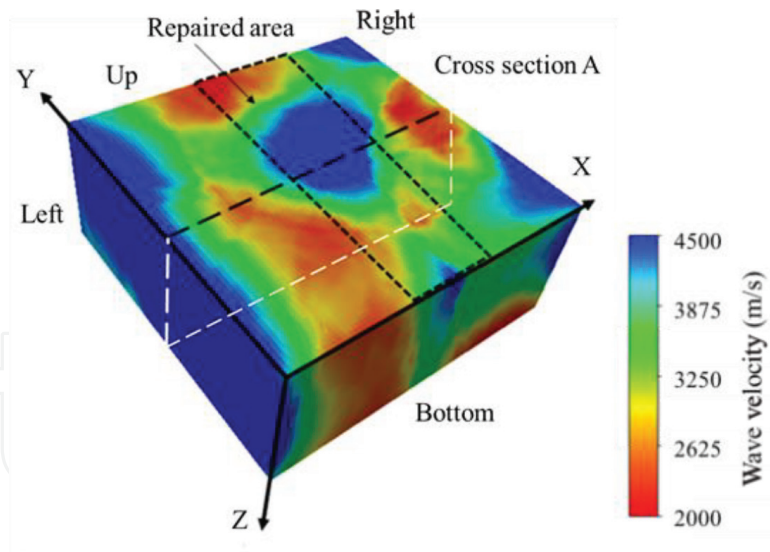 Right
Repaired area
Up
Cross section A
Y
X
Left
4500
3875
3250
2625
2000
Wave velocity (m/s)
Bottom
Z